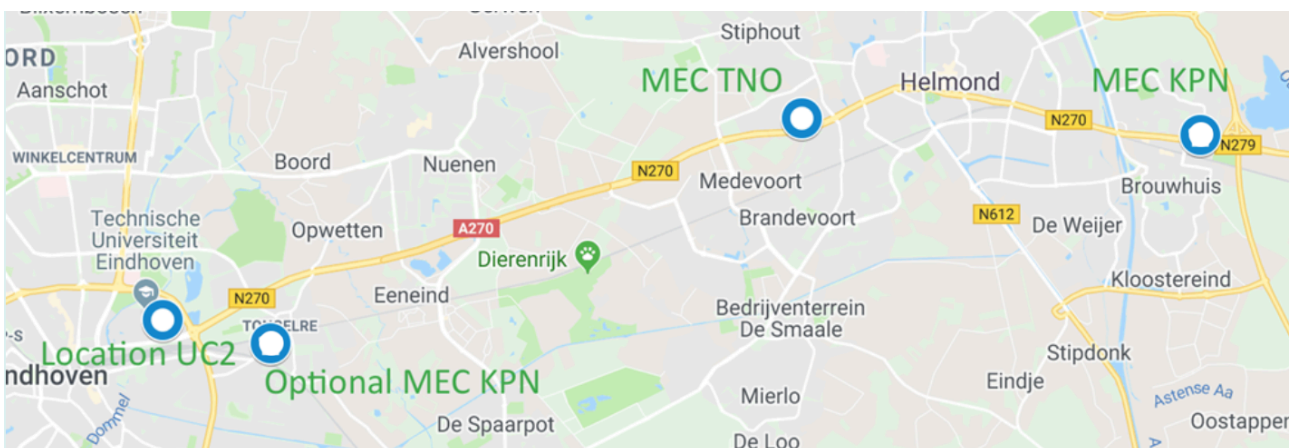 Stiphout
ORD
Alvershool
MEC TNO
Helmond
MEC KPN
Aanschot
N270
N279
WINKELCENTRUM
Boord
Nuenen
N270
Medevoort
Brouwhuis
Technische
Universiteit
Eindhoven
Opwetten
A270
Brandevoort
N612
De Weijer
Dierenrijk
Kloostereind
N270
Eeneind
Bedrijventerrein
De Smaale
Location UC2
Stipdonk
ndhoven
Optional MEC KPN
Eindje
Mierlo
Astense Aa
Dommel
De Spaarpot
Oostapper
De Loo